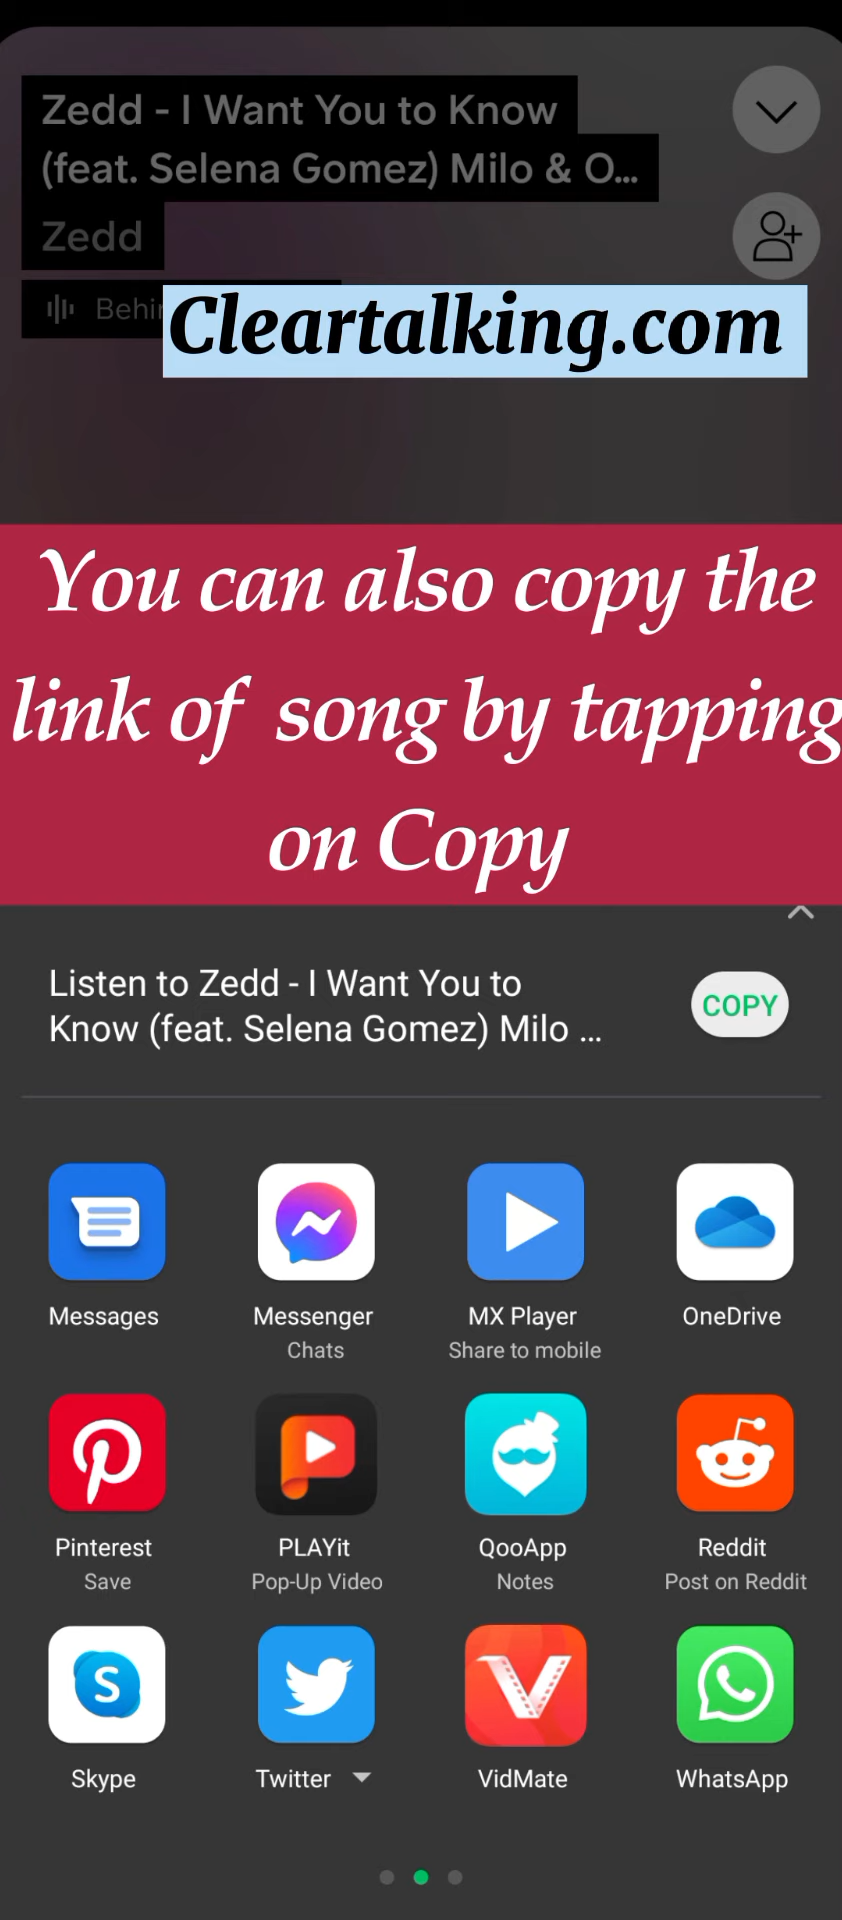 Zedd - I Want You to Know
(feat. Selena Gomez) Milo & O...
Zedd
Cleartalking.com
You can also copy the
link of song by tapping
on Copy
Listen to Zedd - I Want You to
Know (feat. Selena Gomez) Milo ...
COPY
Messages
Messenger
MX Player
OneDrive
Chats
Share to mobile
Pinterest
PLAYit
QooApp
Reddit
Save
Pop-Up Video
Notes
Post on Reddit
Skype
Twitter
VidMate
WhatsApp